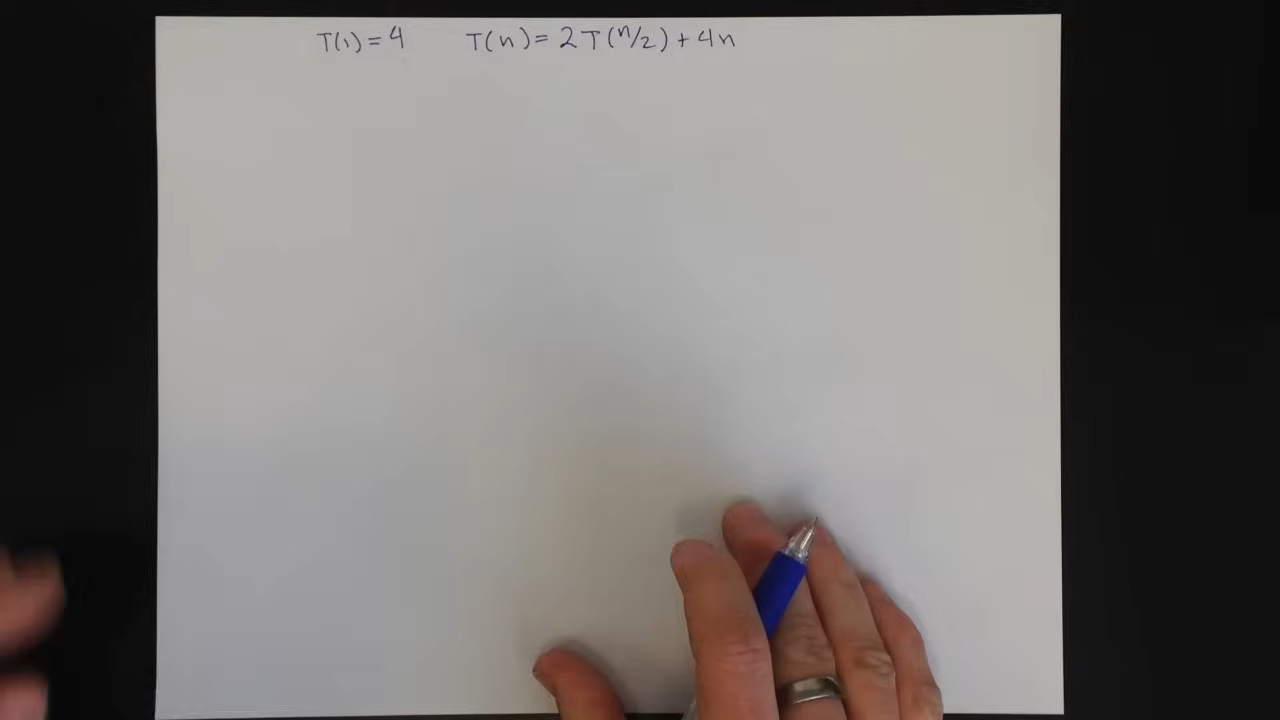 T(1) = 4 T(n) = 2T(n/2) + 4n